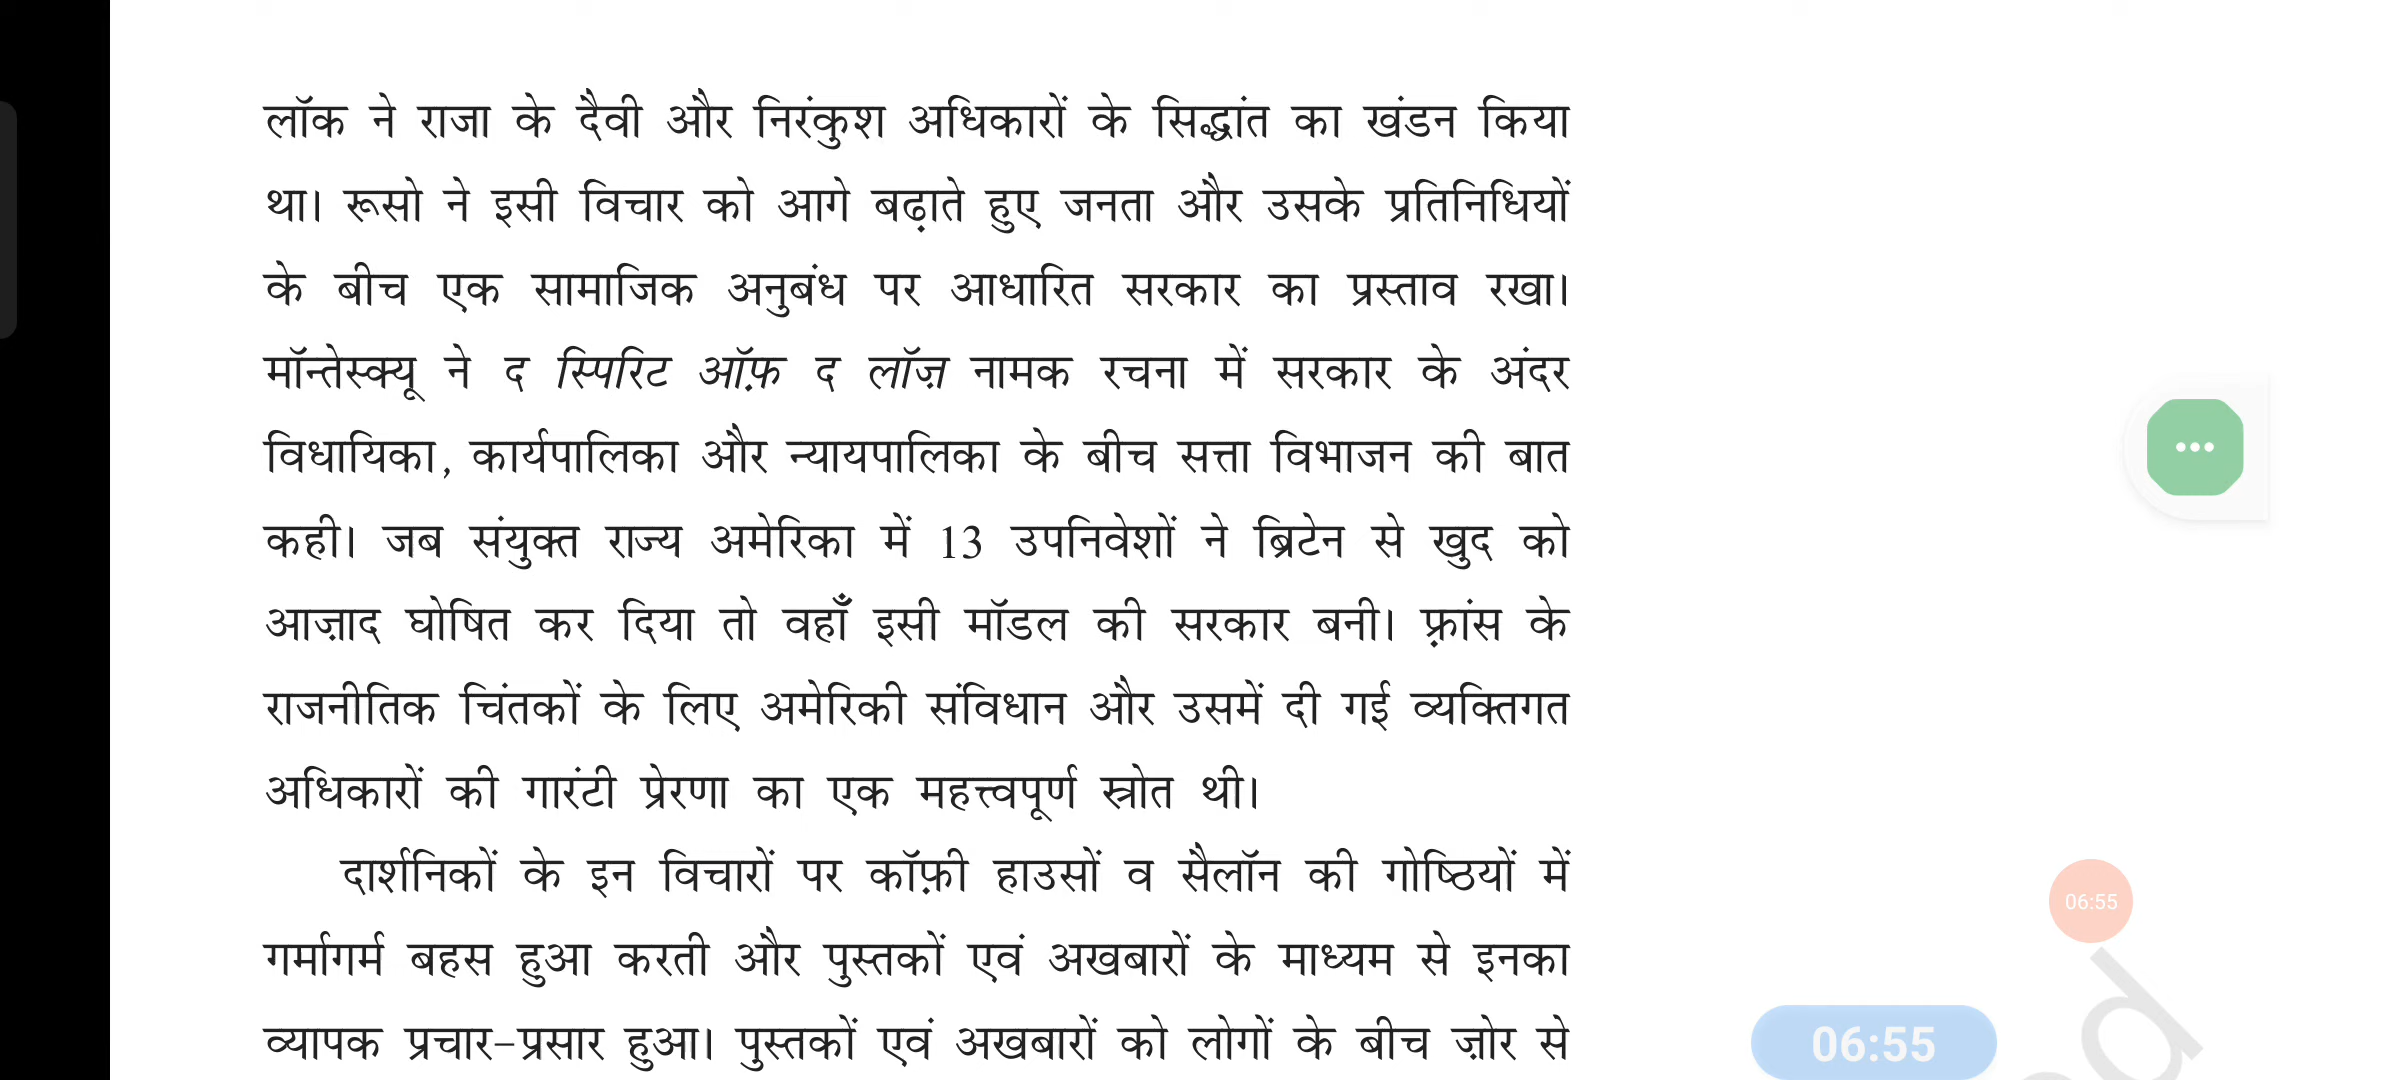 लॉक ने राजा के दैवी और निरंकुश अधिकारों के सिद्धांत का खंडन किया
था। रूसो ने इसी विचार को आगे बढ़ाते हुए जनता और उसके प्रतिनिधियों
के बीच एक सामाजिक अनुबंध पर आधारित सरकार का प्रस्ताव रखा।
मॉन्तेस्क्यू ने द स्पिरिट ऑफ़ द लॉज़ नामक रचना में सरकार के अंदर
विधायिका, कार्यपालिका और न्यायपालिका के बीच सत्ता विभाजन की बात
कही। जब संयुक्त राज्य अमेरिका में 13 उपनिवेशों ने ब्रिटेन से खुद को
आज़ाद घोषित कर दिया तो वहाँ इसी मॉडल की सरकार बनी। फ़्रांस के
राजनीतिक चिंतकों के लिए अमेरिकी संविधान और उसमें दी गई व्यक्तिगत
अधिकारों की गारंटी प्रेरणा का एक महत्त्वपूर्ण स्रोत थी।
दार्शनिकों के इन विचारों पर कॉफ़ी हाउसों व सैलॉन की गोष्ठियों में
गर्मागर्म बहस हुआ करती और पुस्तकों एवं अखबारों के माध्यम से इनका
व्यापक प्रचार-प्रसार हुआ। पुस्तकों एवं अखबारों को लोगों के बीच ज़ोर से
06:55
06:55